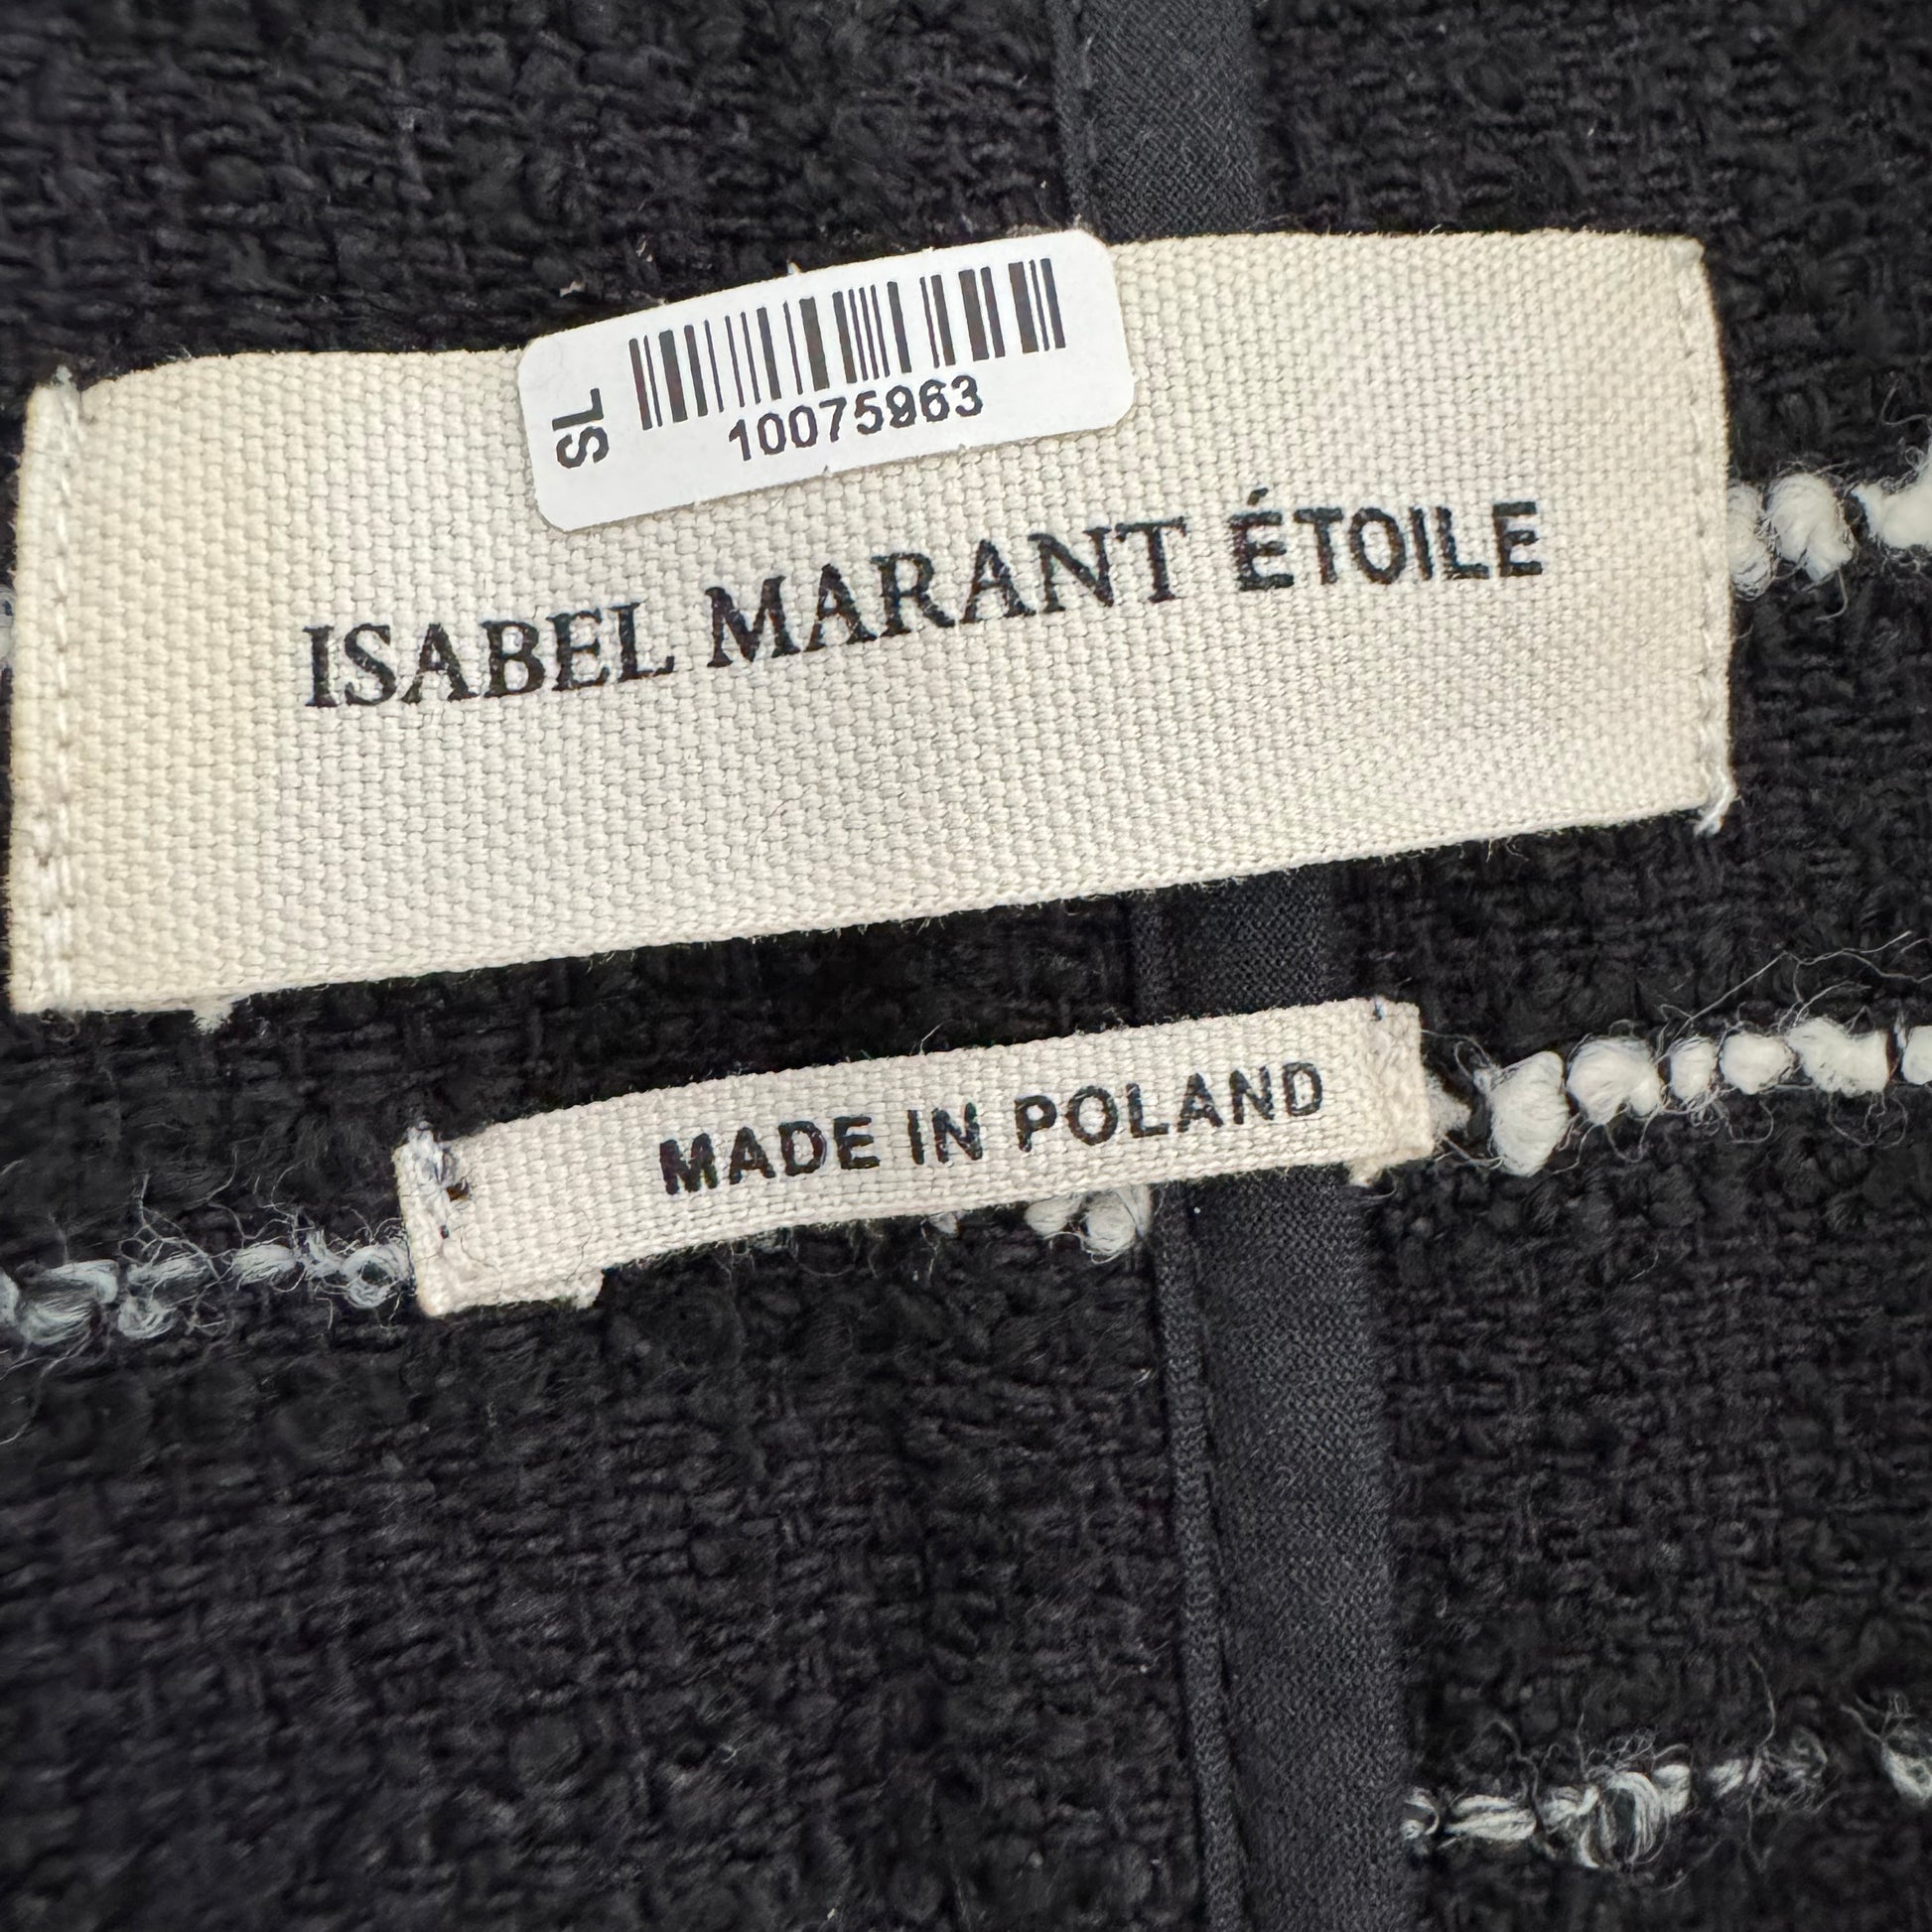 SL
10075963
ISABEL MARANT ÉTOILE
MADE IN POLAND